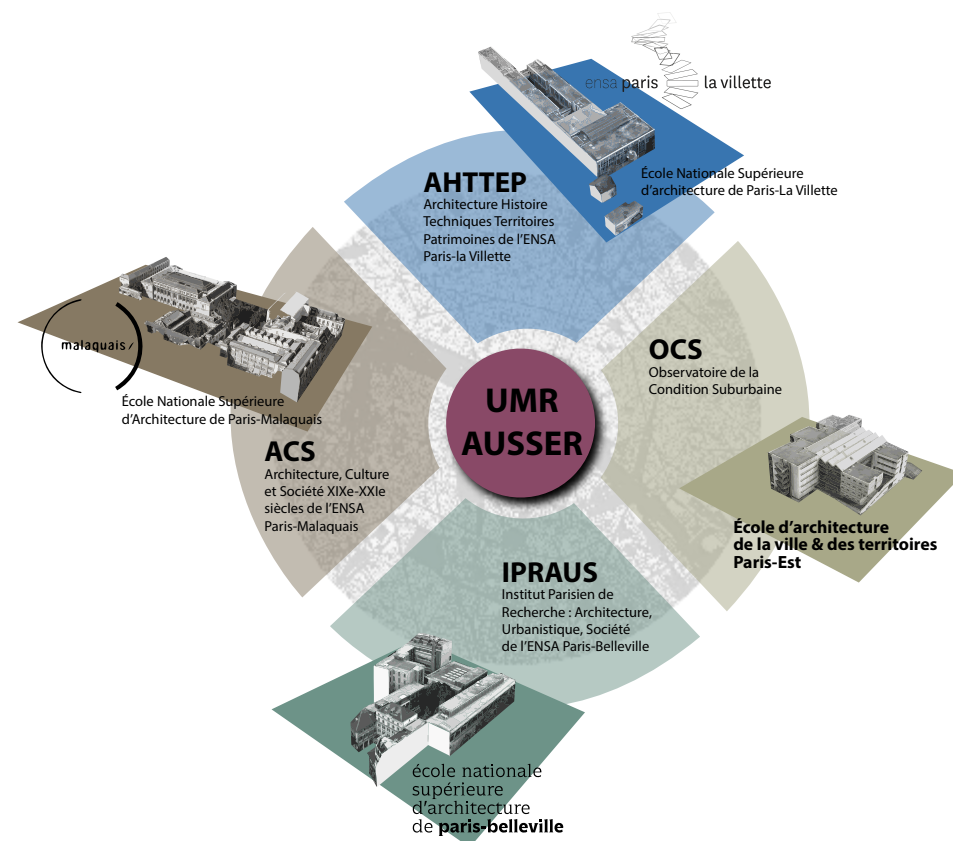 ensa paris la villette
École Nationale Supérieure
d'architecture de Paris-La Villette
AHTTEP
Architecture Histoire
Techniques Territoires
Patrimoines de l'ENSA
Paris-la Villette
malaquais
École Nationale Supérieure
d'Architecture de Paris-Malaquais
OCS
Observatoire de la
Condition Suburbaine
UMR
AUSSER
ACS
Architecture, Culture
et Société XIXe-XXIe
siècles de l'ENSA
Paris-Malaquais
École d'architecture
de la ville & des territoires
Paris-Est
IPRAUS
Institut Parisien de
Recherche : Architecture,
Urbanistique, Société
de l'ENSA Paris-Belleville
école nationale
supérieure
d'architecture
de paris-belleville